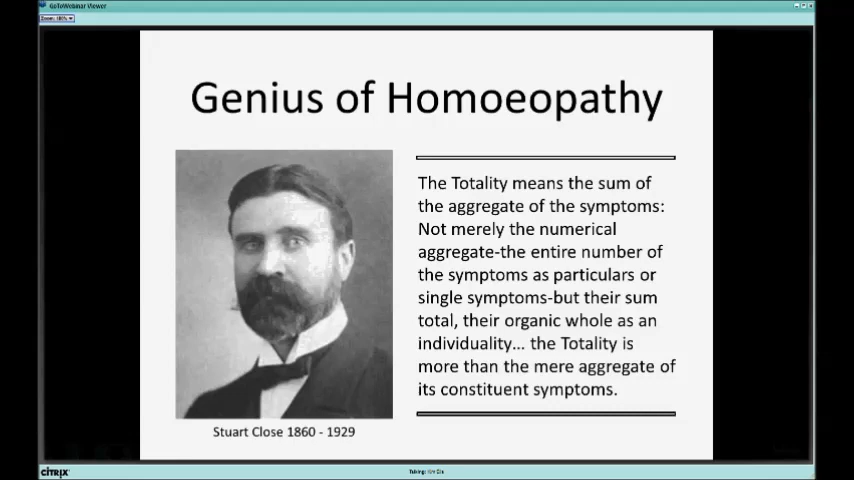 GoToWebinar Viewer
Zoom: 100%
Genius of Homoeopathy
The Totality means the sum of
the aggregate of the symptoms:
Not merely the numerical
aggregate-the entire number of
the symptoms as particulars or
single symptoms-but their sum
total, their organic whole as an
individuality... the Totality is
more than the mere aggregate of
its constituent symptoms.
Stuart Close 1860 - 1929
CITRIX
Talking: